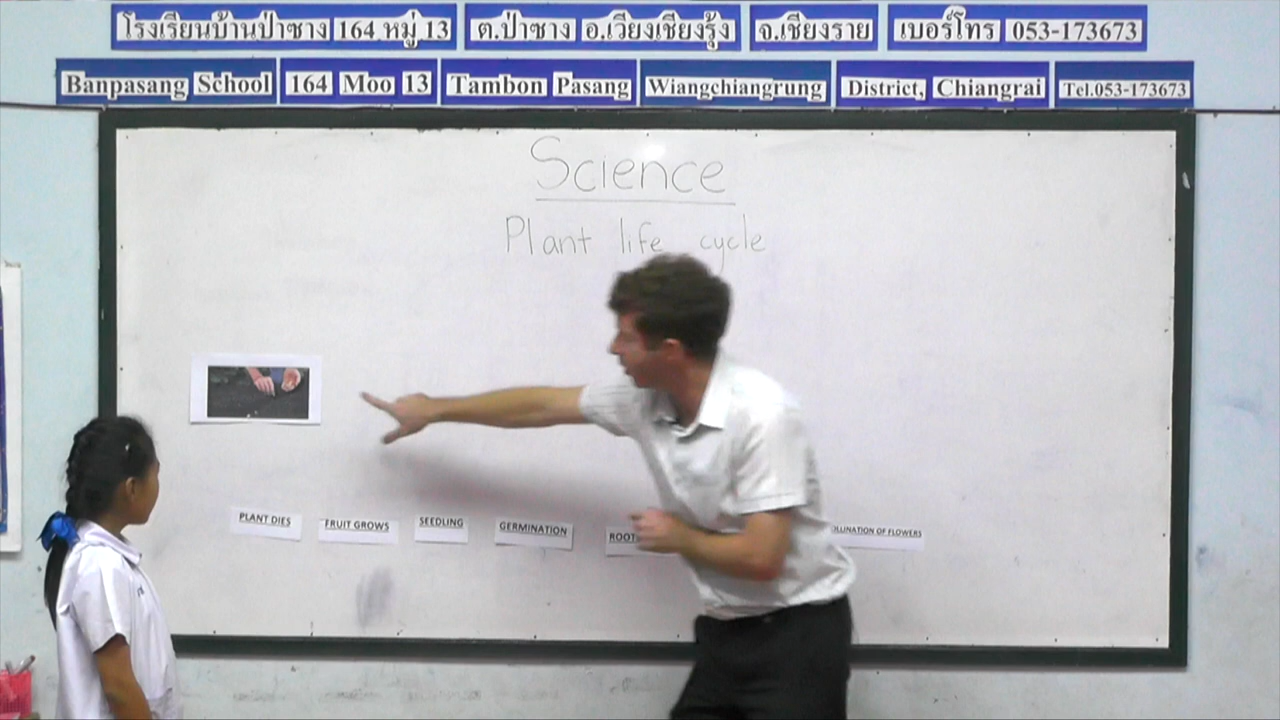 โรงเรียนบ้านป่าซาง 164 หมู่ 13 ต.ป่าซาง อ.เวียงเชียงรุ้ง จ.เชียงราย เบอร์โทร 053-173673
Banpasang School 164 Moo 13 Tambon Pasang Wiangchiangrung District, Chiangrai Tel.053-173673
Science
Plant life cycle
PLANT DIES FRUIT GROWS SEEDLING GERMINATION OF FLOWERS